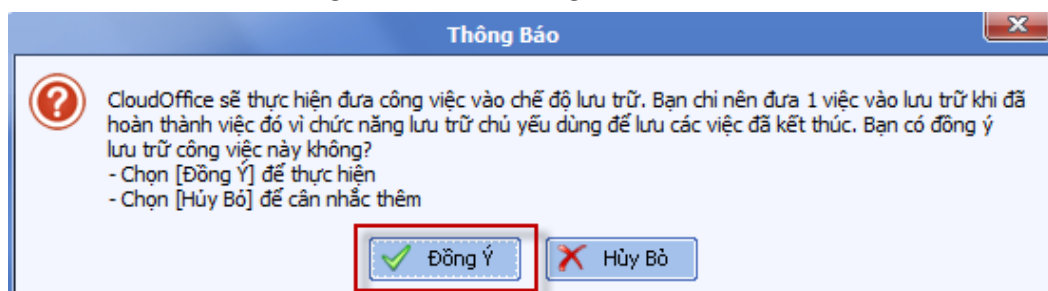 Thông Báo
CloudOffice sẽ thực hiện đưa công việc vào chế độ lưu trữ. Bạn chỉ nên đưa 1 việc vào lưu trữ khi đã
hoàn thành việc đó vì chức năng lưu trữ chủ yếu dùng để lưu các việc đã kết thúc. Bạn có đồng ý
lưu trữ công việc này không?
- Chọn [Đồng Ý] để thực hiện
- Chọn [Hủy Bỏ] để cân nhắc thêm
Đồng Ý
Hủy Bỏ